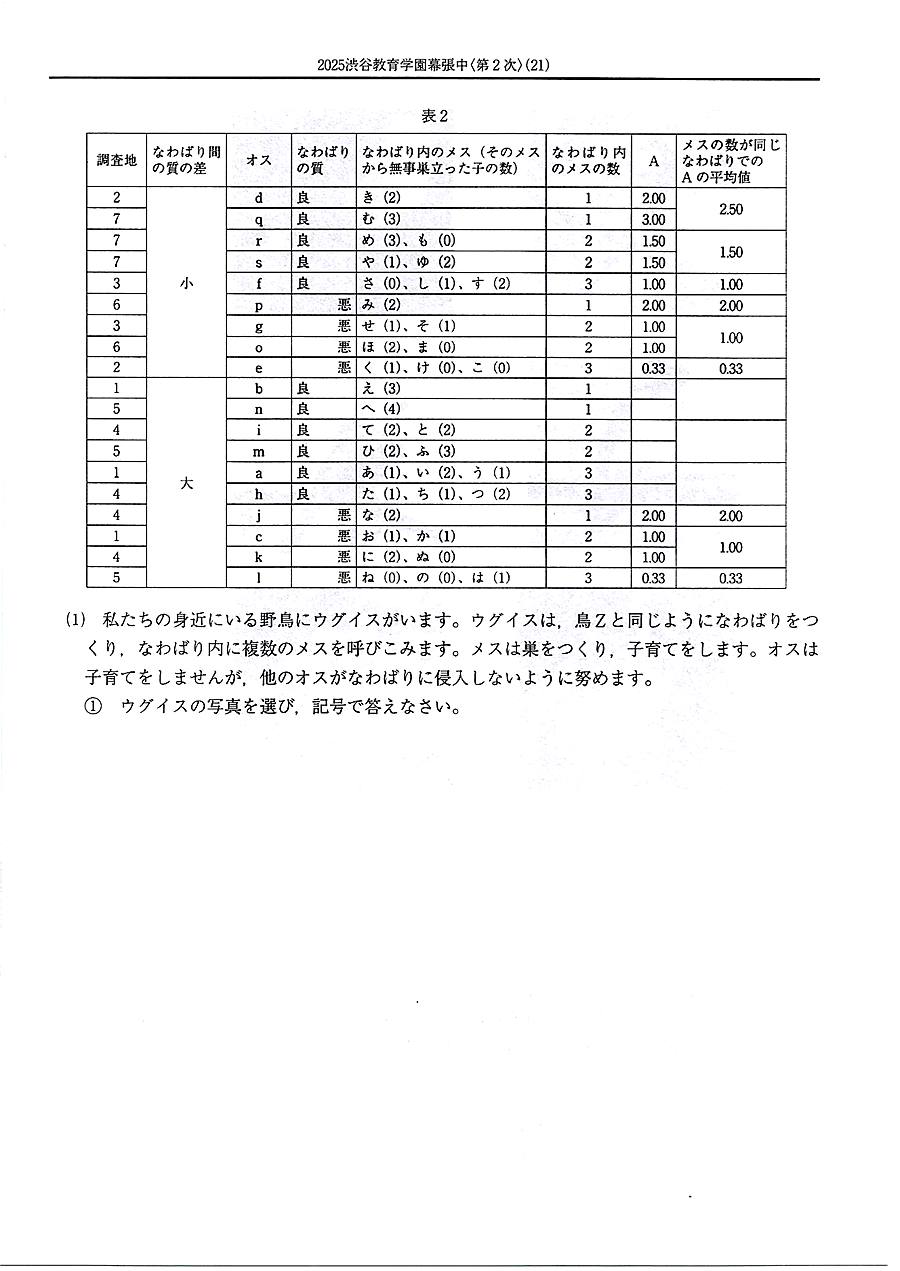 2025渋谷教育学園幕張中〈第2次〉(21)
表2
調査地 なわばり間の質の差 オス なわばりの質 なわばり内のメス(そのメスから無事巣立った子の数) なわばり内のメスの数 A メスの数が同じなわばりでのAの平均値
2 小 d 良 き(2) 1 2.00 2.50
7 q 良 む(3) 1 3.00
7 r 良 め(3)、も(0) 2 1.50 1.50
7 s 良 や(1)、ゆ(2) 2 1.50
3 f 良 さ(0)、し(1)、す(2) 3 1.00 1.00
6 p 悪 み(2) 1 2.00 2.00
3 g 悪 せ(1)、そ(1) 2 1.00 1.00
6 o 悪 ほ(2)、ま(0) 2 1.00
2 e 悪 く(1)、け(0)、こ(0) 3 0.33 0.33
1 大 b 良 え(3) 1
5 n 良 へ(4) 1
4 i 良 て(2)、と(2) 2
5 m 良 ひ(2)、ふ(3) 2
1 a 良 あ(1)、い(2)、う(1) 3
4 h 良 た(1)、ち(1)、つ(2) 3
4 j 悪 な(2) 1 2.00 2.00
1 c 悪 お(1)、か(1) 2 1.00 1.00
4 k 悪 に(2)、ぬ(0) 2 1.00
5 l 悪 ね(0)、の(0)、は(1) 3 0.33 0.33
(1) 私たちの身近にいる野鳥にウグイスがいます。ウグイスは,鳥Zと同じようになわばりをつ
くり,なわばり内に複数のメスを呼びこみます。メスは巣をつくり,子育てをします。オスは
子育てをしませんが,他のオスがなわばりに侵入しないように努めます。
① ウグイスの写真を選び,記号で答えなさい。